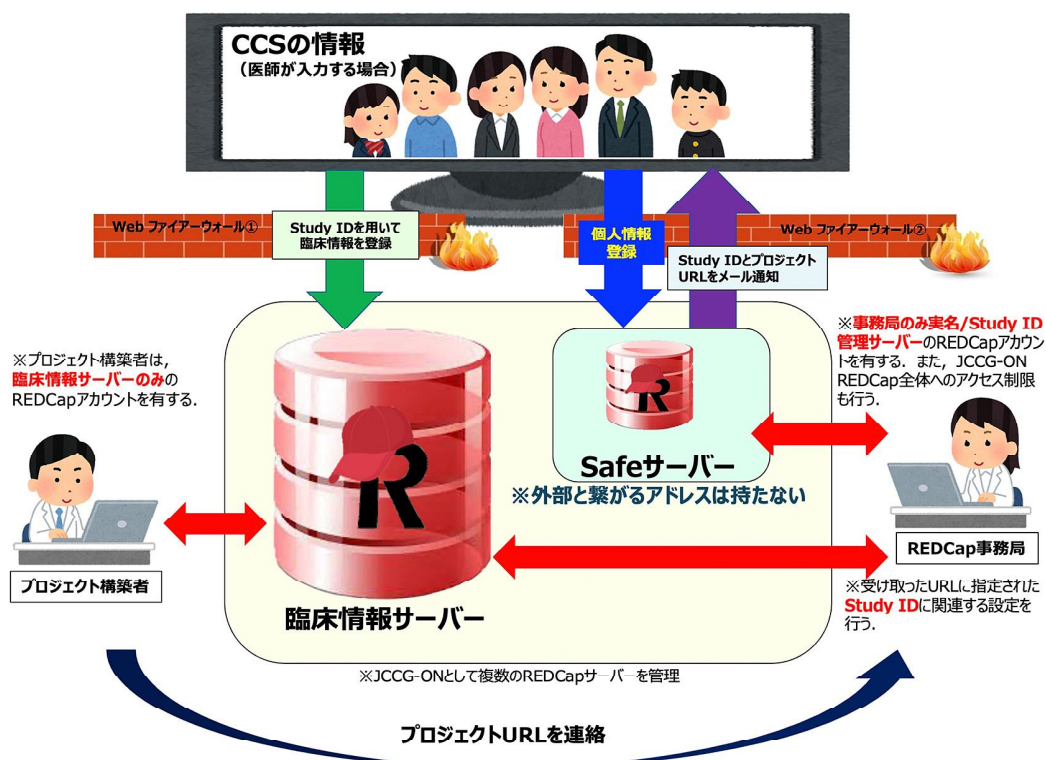 CCSの情報
（医師が入力する場合）
Web ファイアーウォール①
Study IDを用いて
臨床情報を登録
個人情報
登録
Web ファイアーウォール②
Study IDとプロジェクト
URLをメール通知
※プロジェクト構築者は，
臨床情報サーバーのみの
REDCapアカウントを有する．
※事務局のみ実名/Study ID
管理サーバーのREDCapアカウン
トを有する．また，JCCG-ON
REDCap全体へのアクセス制限
も行う．
R
R
Safeサーバー
※外部と繋がるアドレスは持たない
プロジェクト構築者
REDCap事務局
臨床情報サーバー
※受け取ったURLに指定された
Study IDに関連する設定を
行う．
※JCCG-ONとして複数のREDCapサーバーを管理
プロジェクトURLを連絡